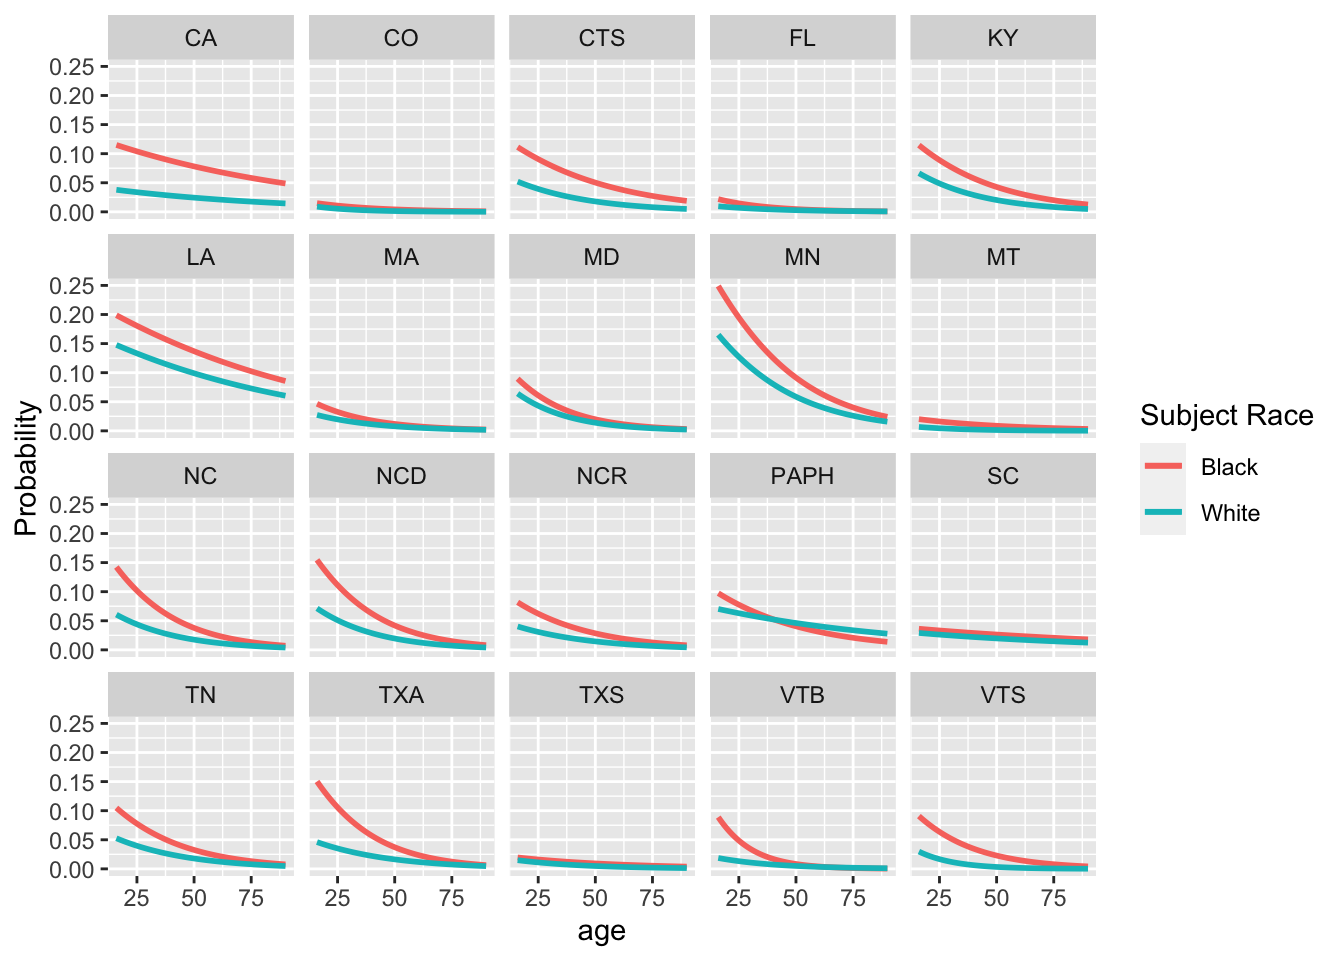 CA CO CTS FL KY
0.25
0.20
0.15
0.10
0.05
0.00
LA MA MD MN MT
0.25
0.20
0.15
0.10
0.05
0.00
Probability
Subject Race
Black
White
NC NCD NCR PAPH SC
0.25
0.20
0.15
0.10
0.05
0.00
TN TXA TXS VTB VTS
0.25
0.20
0.15
0.10
0.05
0.00
25 50 75 25 50 75 25 50 75 25 50 75 25 50 75
age